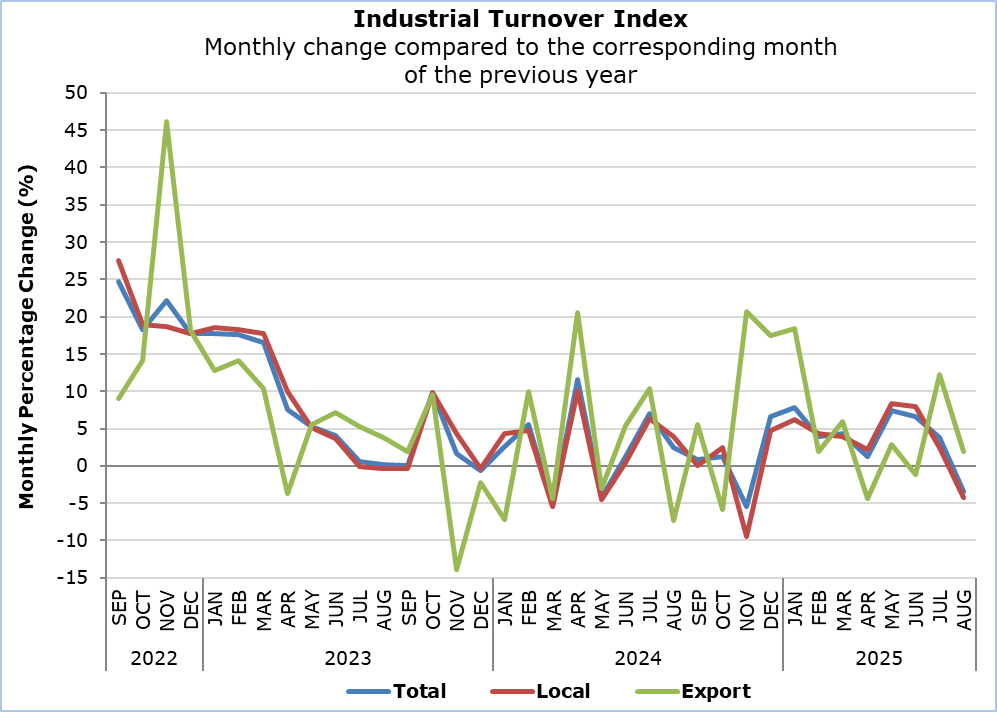 Industrial Turnover Index
Monthly change compared to the corresponding month
of the previous year
Monthly Percentage Change (%)
50
45
40
35
30
25
20
15
10
5
0
-5
-10
-15
SEP OCT NOV DEC JAN FEB MAR APR MAY JUN JUL AUG SEP OCT NOV DEC JAN FEB MAR APR MAY JUN JUL AUG SEP OCT NOV DEC JAN FEB MAR APR MAY JUN JUL AUG
2022 2023 2024 2025
Total Local Export